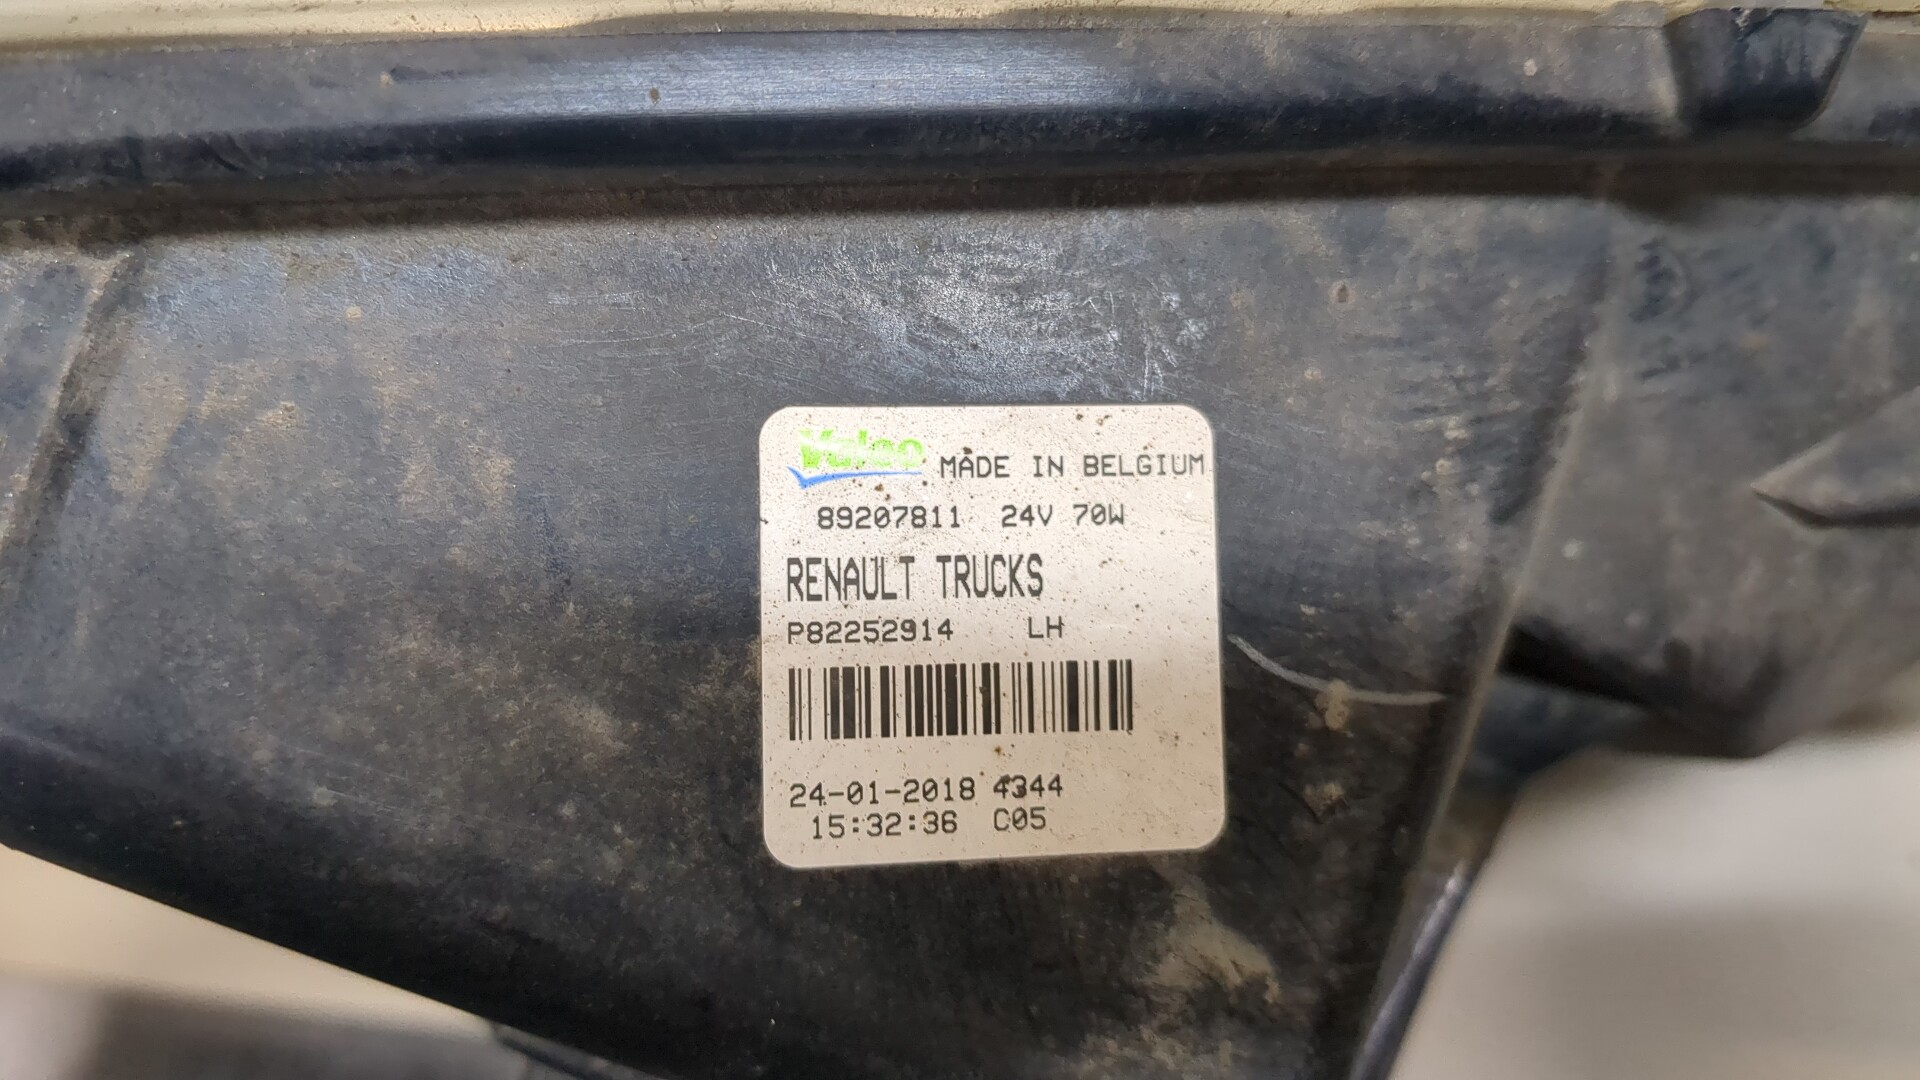 Valeo MADE IN BELGIUM
89207811 24V 70W
RENAULT TRUCKS
P82252914 LH
24-01-2018 4344
15:32:36 C05